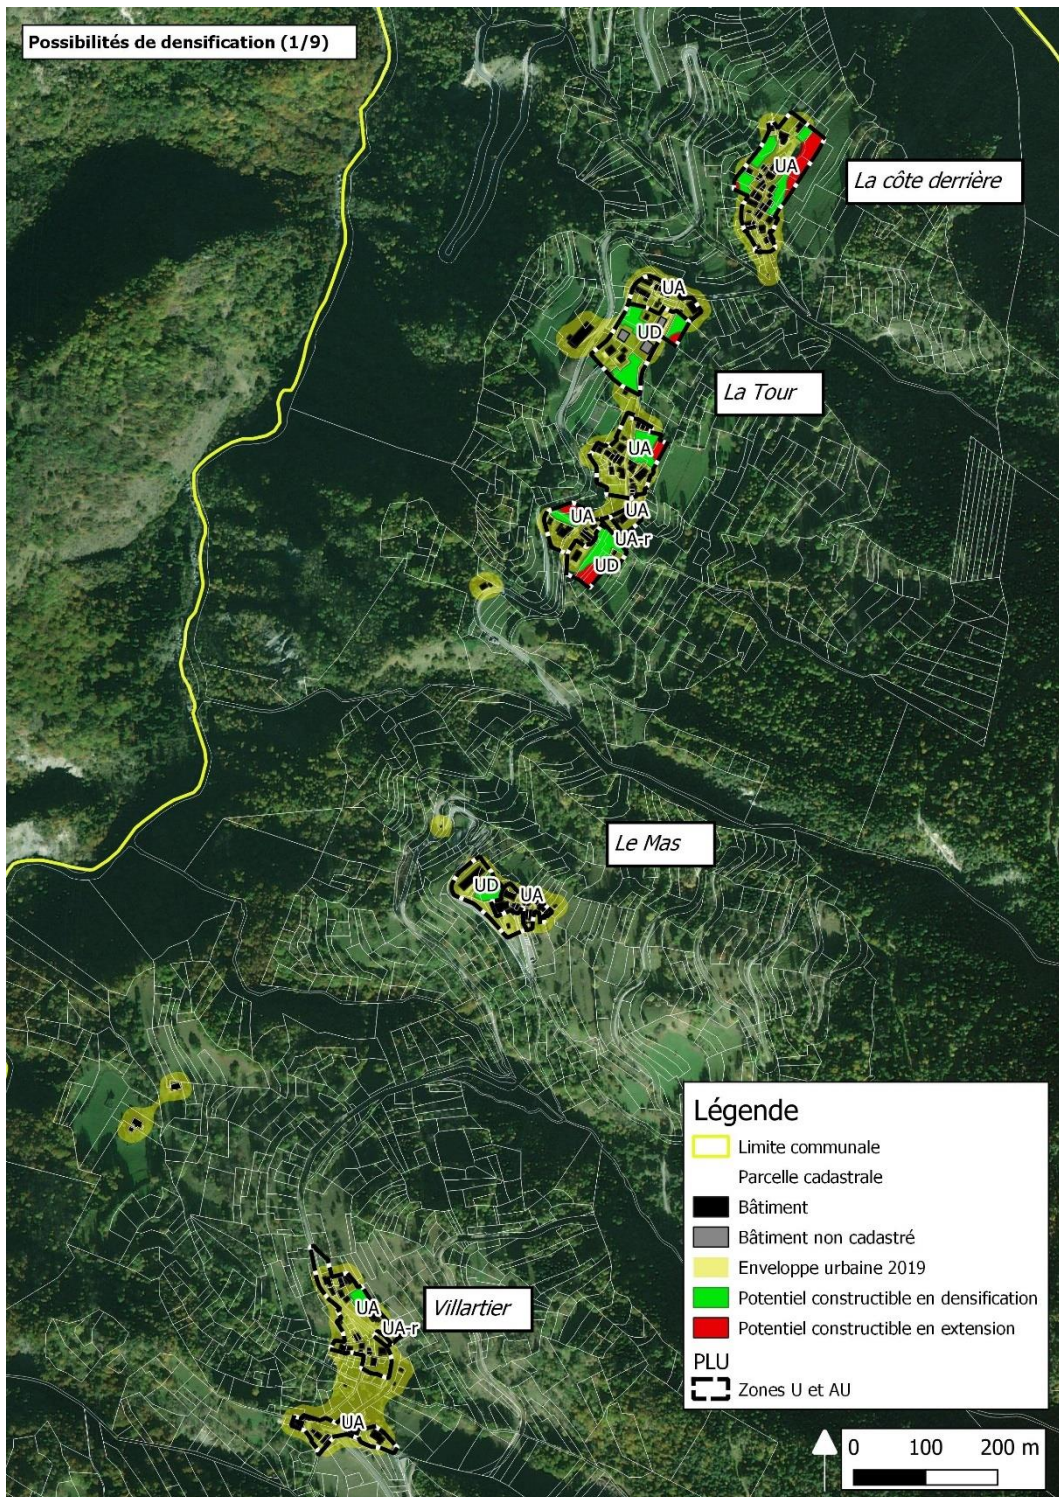 Possibilités de densification (1/9)
UA
La côte derrière
UA
UD
La Tour
UA
UA
UA
UA-r
UD
Le Mas
UD
UA
Légende
Limite communale
Parcelle cadastrale
Bâtiment
Bâtiment non cadastré
Enveloppe urbaine 2019
Potentiel constructible en densification
Potentiel constructible en extension
PLU
Zones U et AU
UA
UA-r
Villartier
UA
0 100 200 m